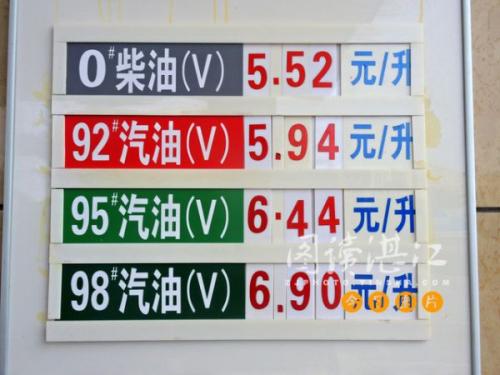 0#柴油(V) 5.52 元/升
92#汽油(V) 5.94 元/升
95#汽油(V) 6.44 元/升
98#汽油(V) 6.90 元/升
图读湛江
今日图片